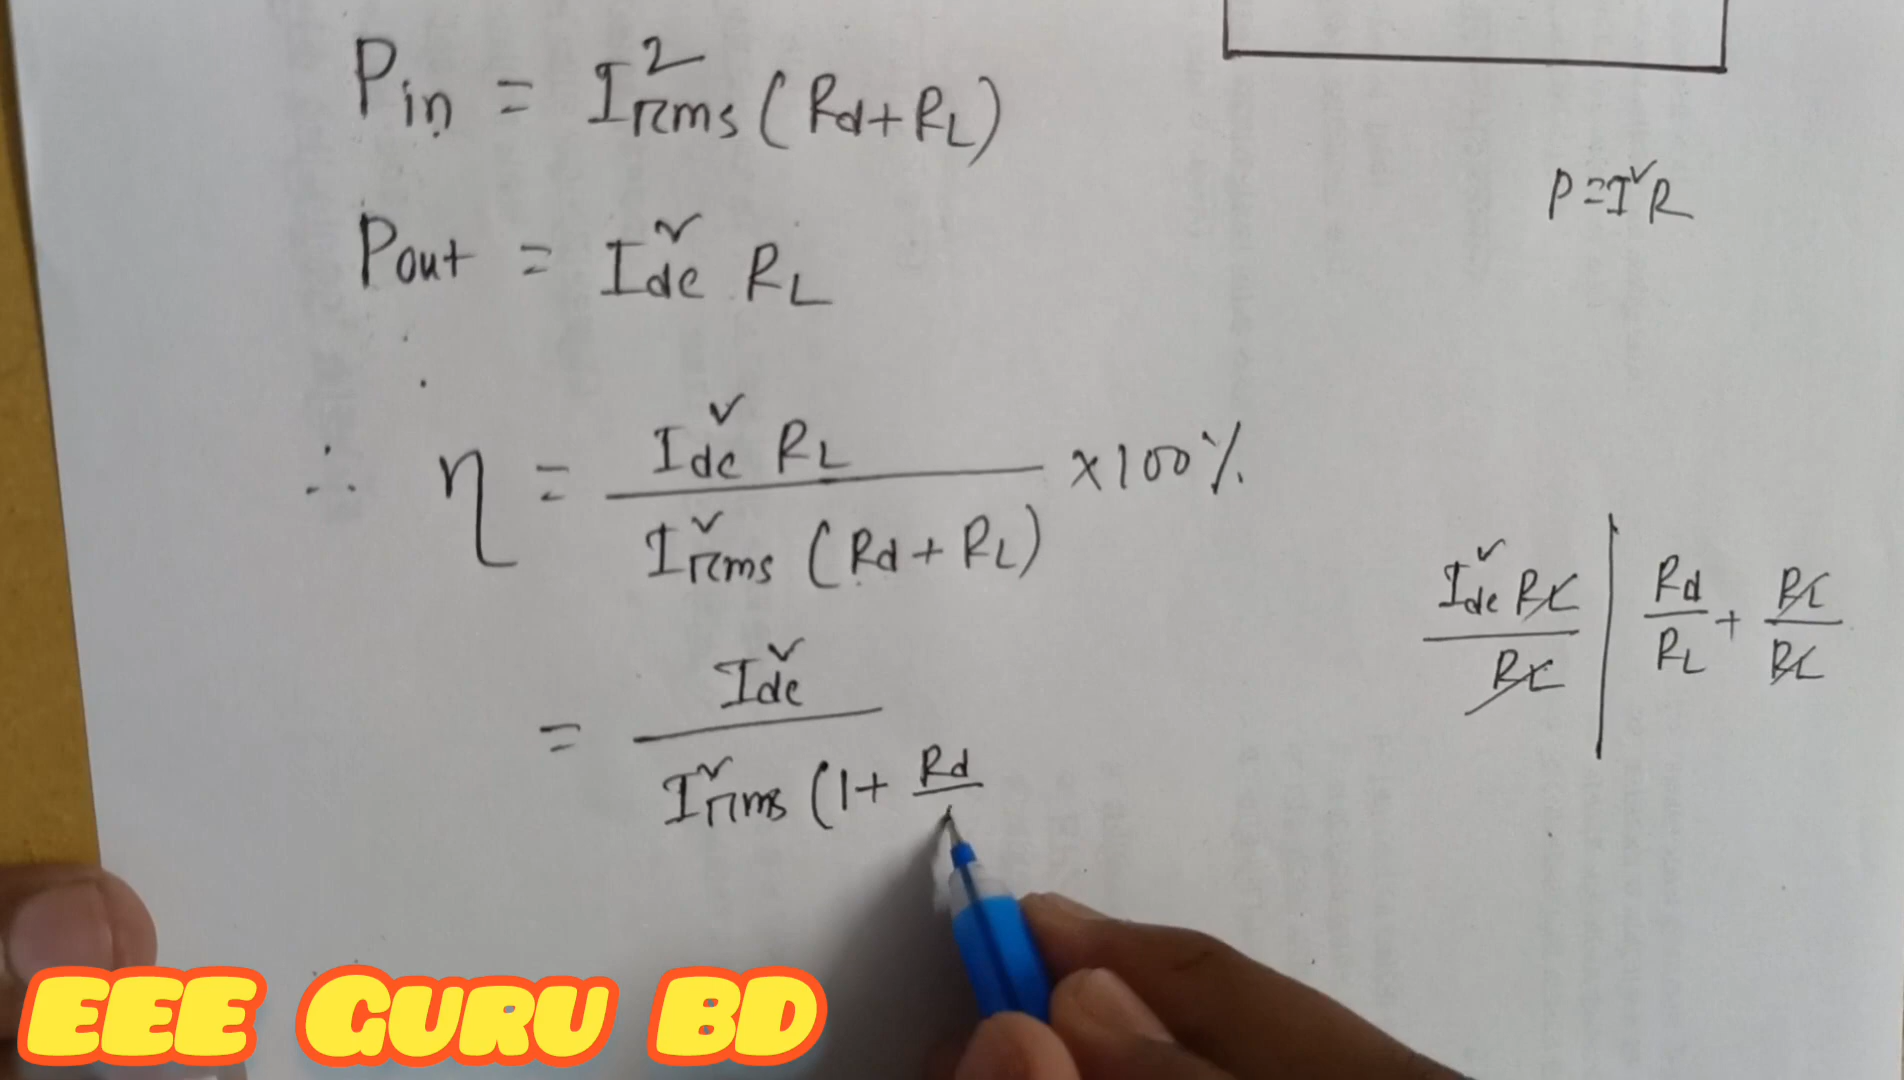 Pin = I²rms (Rd+RL)
P=I²R
Pout = I²dc RL
∴ η = I²dc RL / I²rms (Rd + RL) ×100%
= I²dc / I²rms (1+ Rd /
I²dc RL / RL | Rd / RL + RL / RL
EEE GURU BD